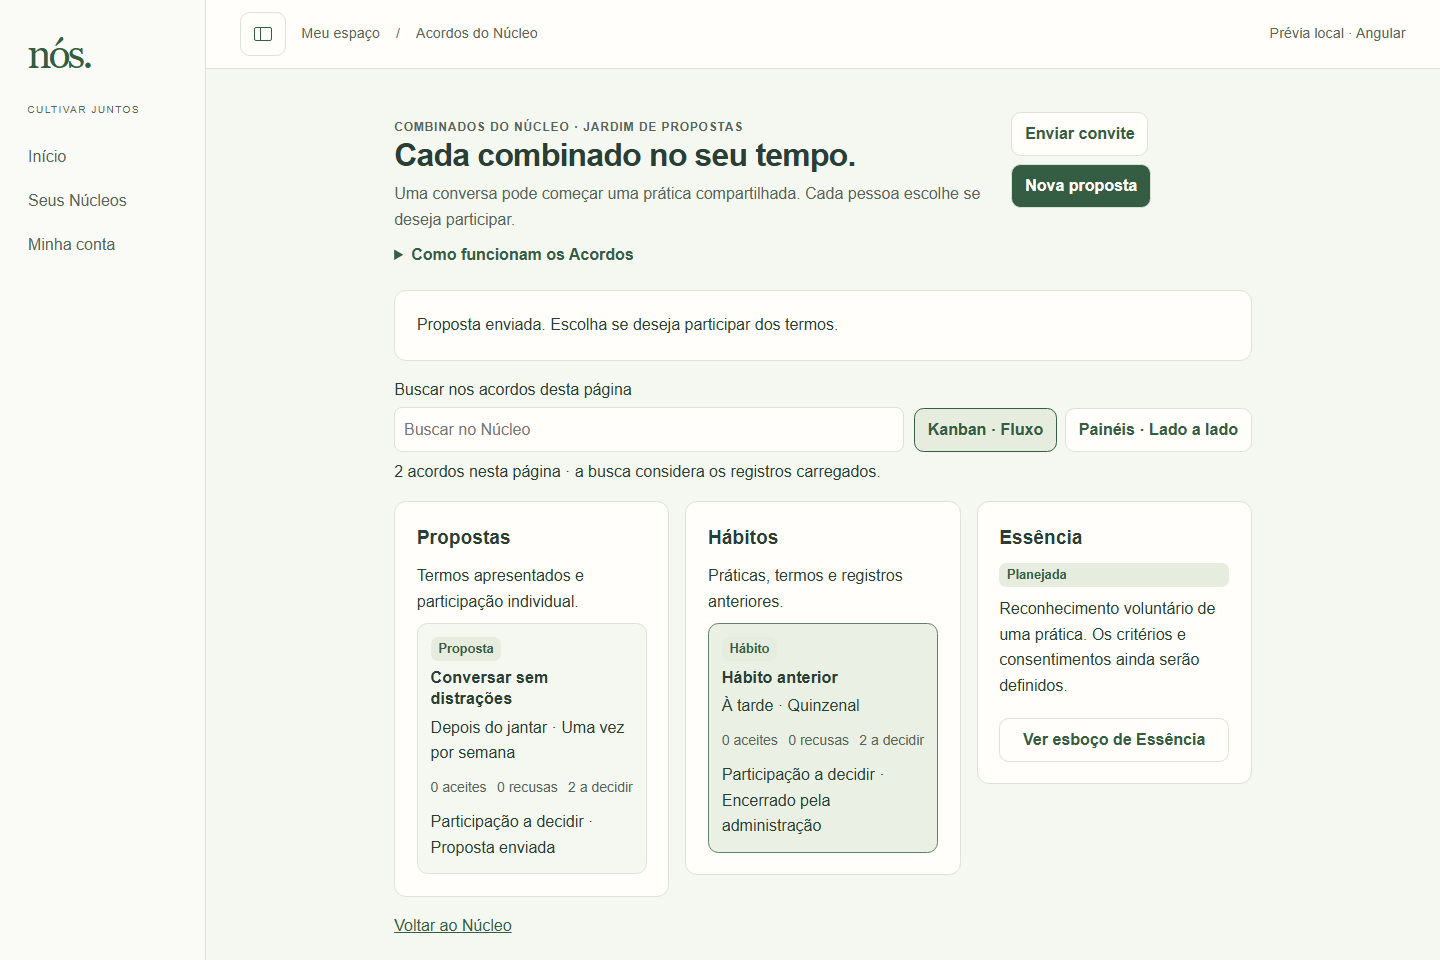 nós.
CULTIVAR JUNTOS
Início
Seus Núcleos
Minha conta
Meu espaço / Acordos do Núcleo
Prévia local · Angular
COMBINADOS DO NÚCLEO · JARDIM DE PROPOSTAS
Cada combinado no seu tempo.
Uma conversa pode começar uma prática compartilhada. Cada pessoa escolhe se
deseja participar.
Como funcionam os Acordos
Enviar convite
Nova proposta
Proposta enviada. Escolha se deseja participar dos termos.
Buscar nos acordos desta página
Buscar no Núcleo
Kanban · Fluxo
Painéis · Lado a lado
2 acordos nesta página · a busca considera os registros carregados.
Propostas
Termos apresentados e
participação individual.
Proposta
Conversar sem
distrações
Depois do jantar · Uma vez
por semana
0 aceites 0 recusas 2 a decidir
Participação a decidir ·
Proposta enviada
Hábitos
Práticas, termos e registros
anteriores.
Hábito
Hábito anterior
À tarde · Quinzenal
0 aceites 0 recusas 2 a decidir
Participação a decidir ·
Encerrado pela
administração
Essência
Planejada
Reconhecimento voluntário de
uma prática. Os critérios e
consentimentos ainda serão
definidos.
Ver esboço de Essência
Voltar ao Núcleo